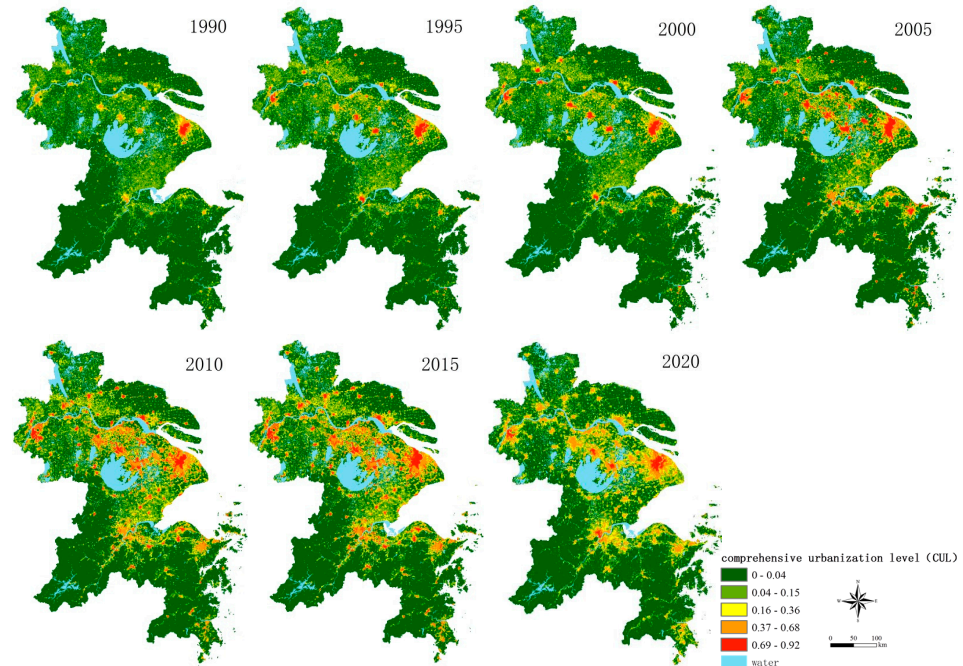 1990
1995
2000
2005
2010
2015
2020
comprehensive urbanization level (CUL)
0 - 0.04
0.04 - 0.15
0.16 - 0.36
0.37 - 0.68
0.69 - 0.92
water
N
W
E
S
0 50 100
km